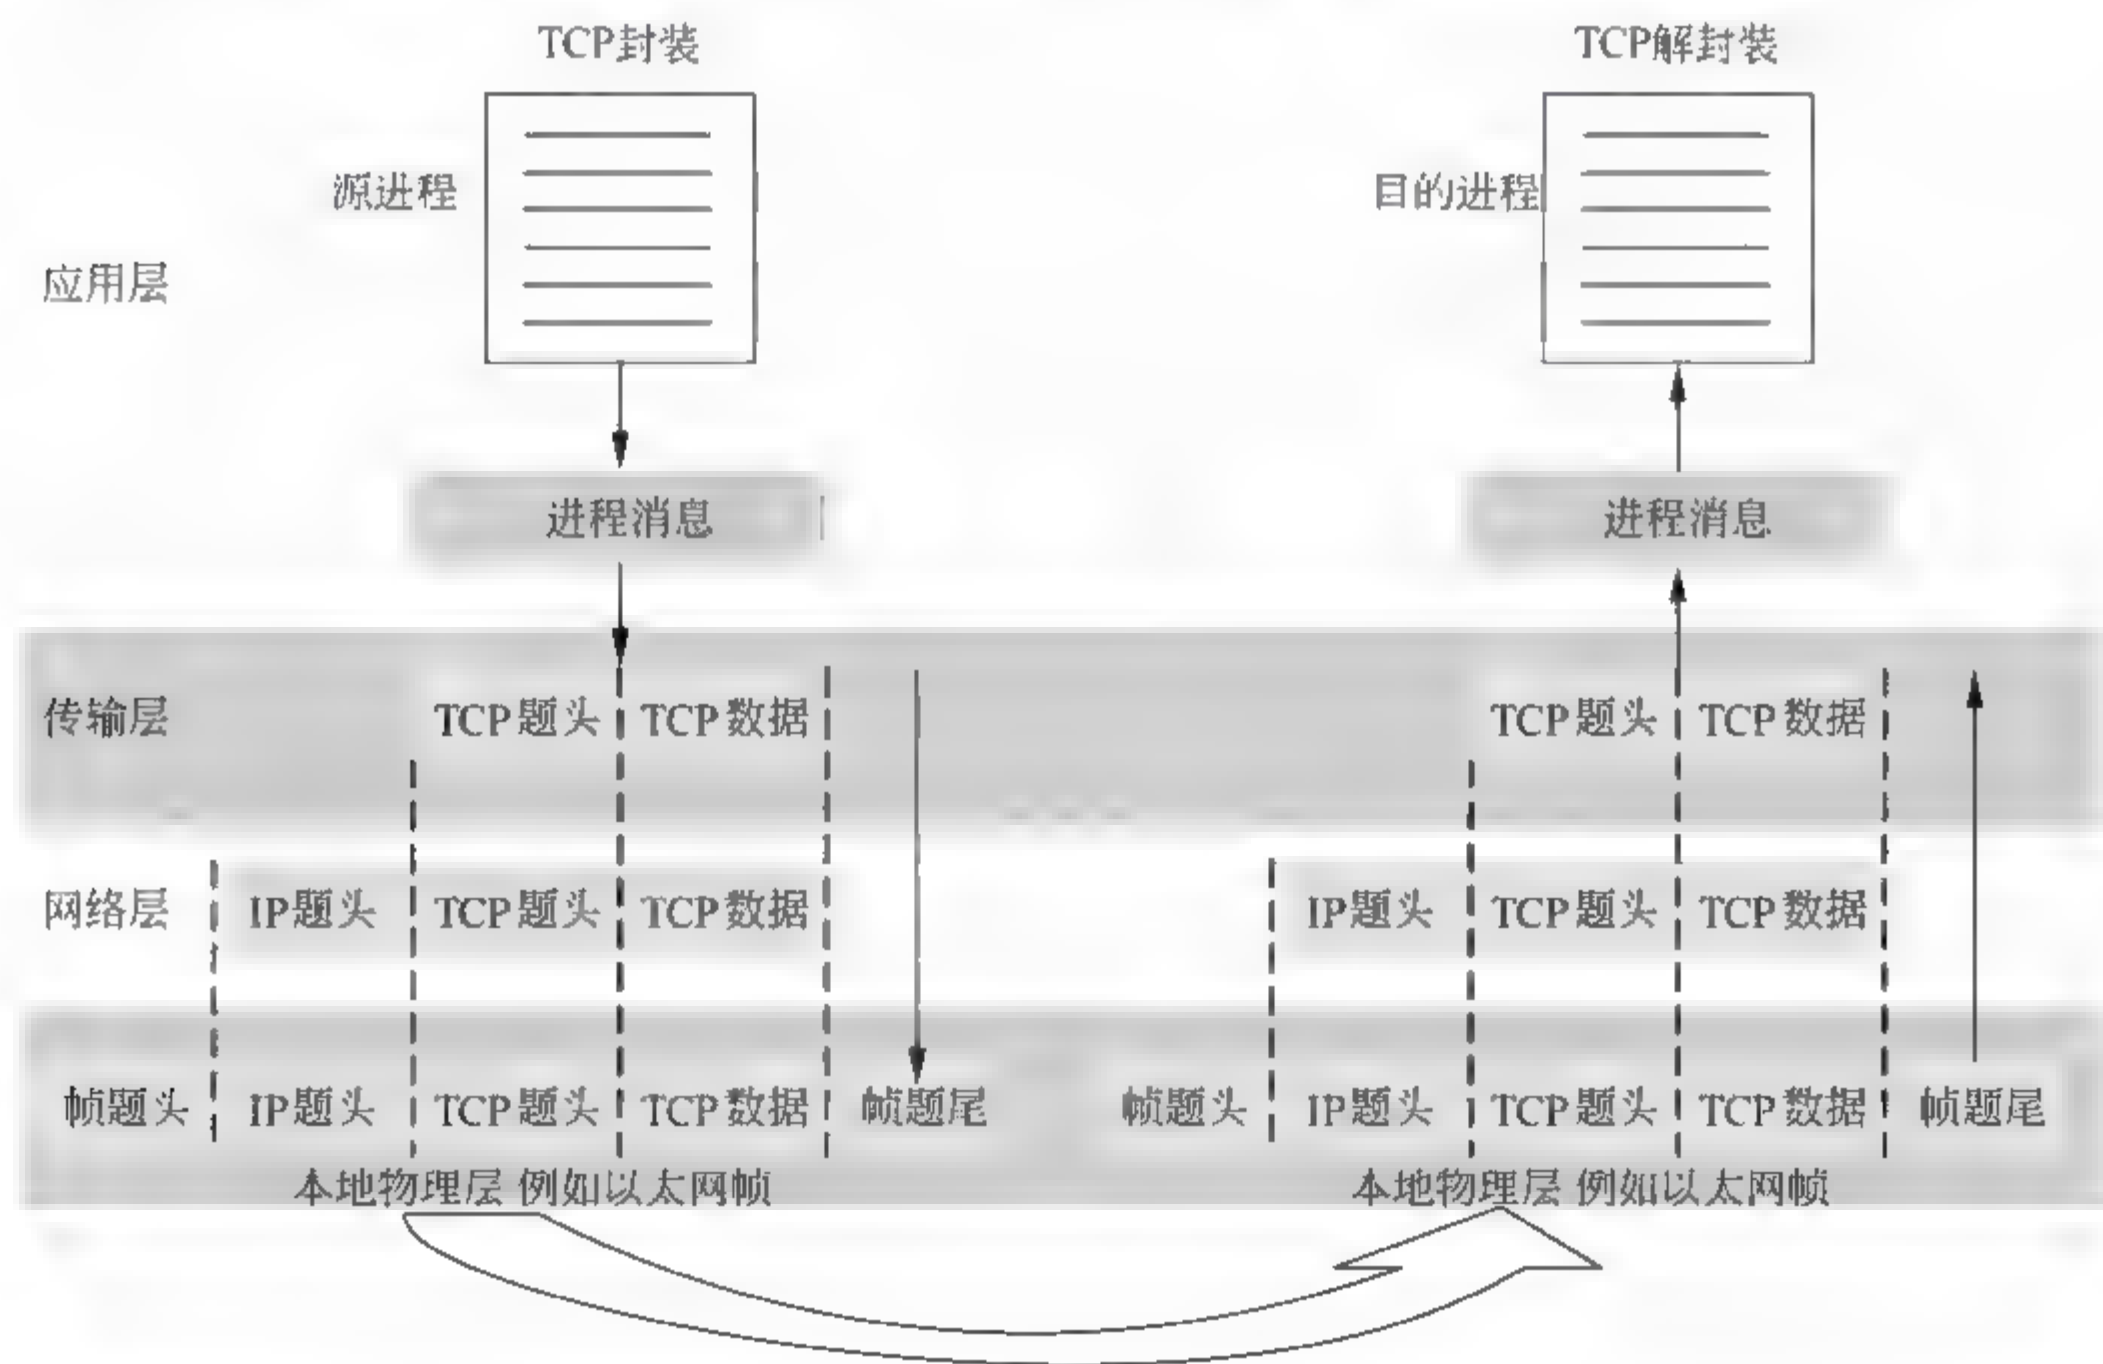 TCP封装 TCP解封装
源进程 目的进程
应用层
进程消息 进程消息
传输层 TCP题头 TCP数据 TCP题头 TCP数据
网络层 IP题头 TCP题头 TCP数据 IP题头 TCP题头 TCP数据
帧题头 IP题头 TCP题头 TCP数据 帧题尾 帧题头 IP题头 TCP题头 TCP数据 帧题尾
本地物理层 例如以太网帧 本地物理层 例如以太网帧